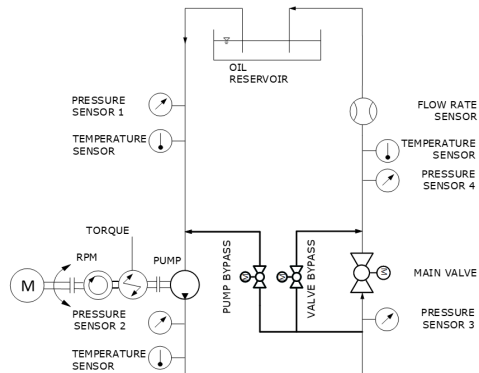 OIL
RESERVOIR
PRESSURE
SENSOR 1
FLOW RATE
SENSOR
TEMPERATURE
SENSOR
TEMPERATURE
SENSOR
PRESSURE
SENSOR 4
TORQUE
RPM
PUMP
PUMP BYPASS
VALVE BYPASS
M
M
M
M
MAIN VALVE
PRESSURE
SENSOR 2
PRESSURE
SENSOR 3
TEMPERATURE
SENSOR